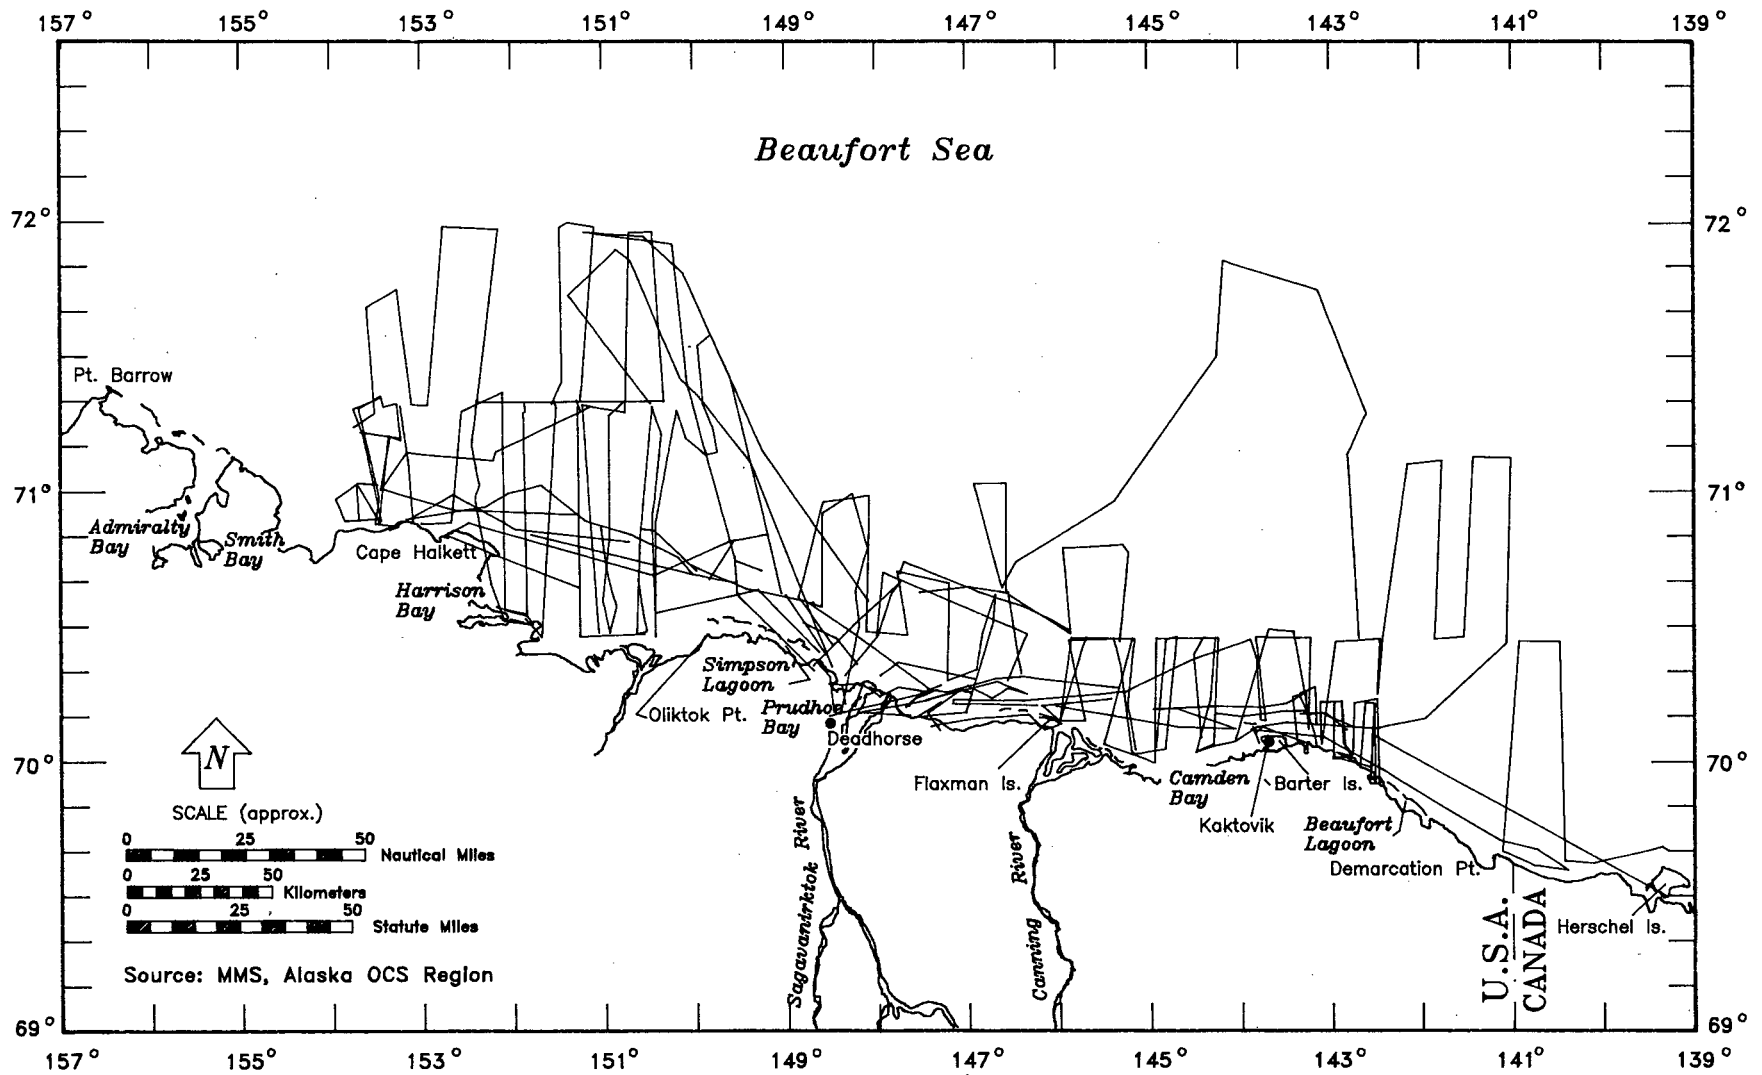 157° 155° 153° 151° 149° 147° 145° 143° 141° 139°
Beaufort Sea
72° 72°
Pt. Barrow
71° 71°
Admiralty
Bay
Smith
Bay
Cape Halkett
Harrison
Bay
Simpson
Lagoon
Oliktok Pt.
Prudhoe
Bay
Deadhorse
Flaxman Is.
Camden
Bay
Barter Is.
Kaktovik
Beaufort
Lagoon
Demarcation Pt.
Herschel Is.
70° 70°
N
SCALE (approx.)
0 25 50
Nautical Miles
0 25 50
Kilometers
0 25 50
Statute Miles
Source: MMS, Alaska OCS Region
Sagavanirktok River
Canning River
U.S.A.
CANADA
69° 69°
157° 155° 153° 151° 149° 147° 145° 143° 141° 139°